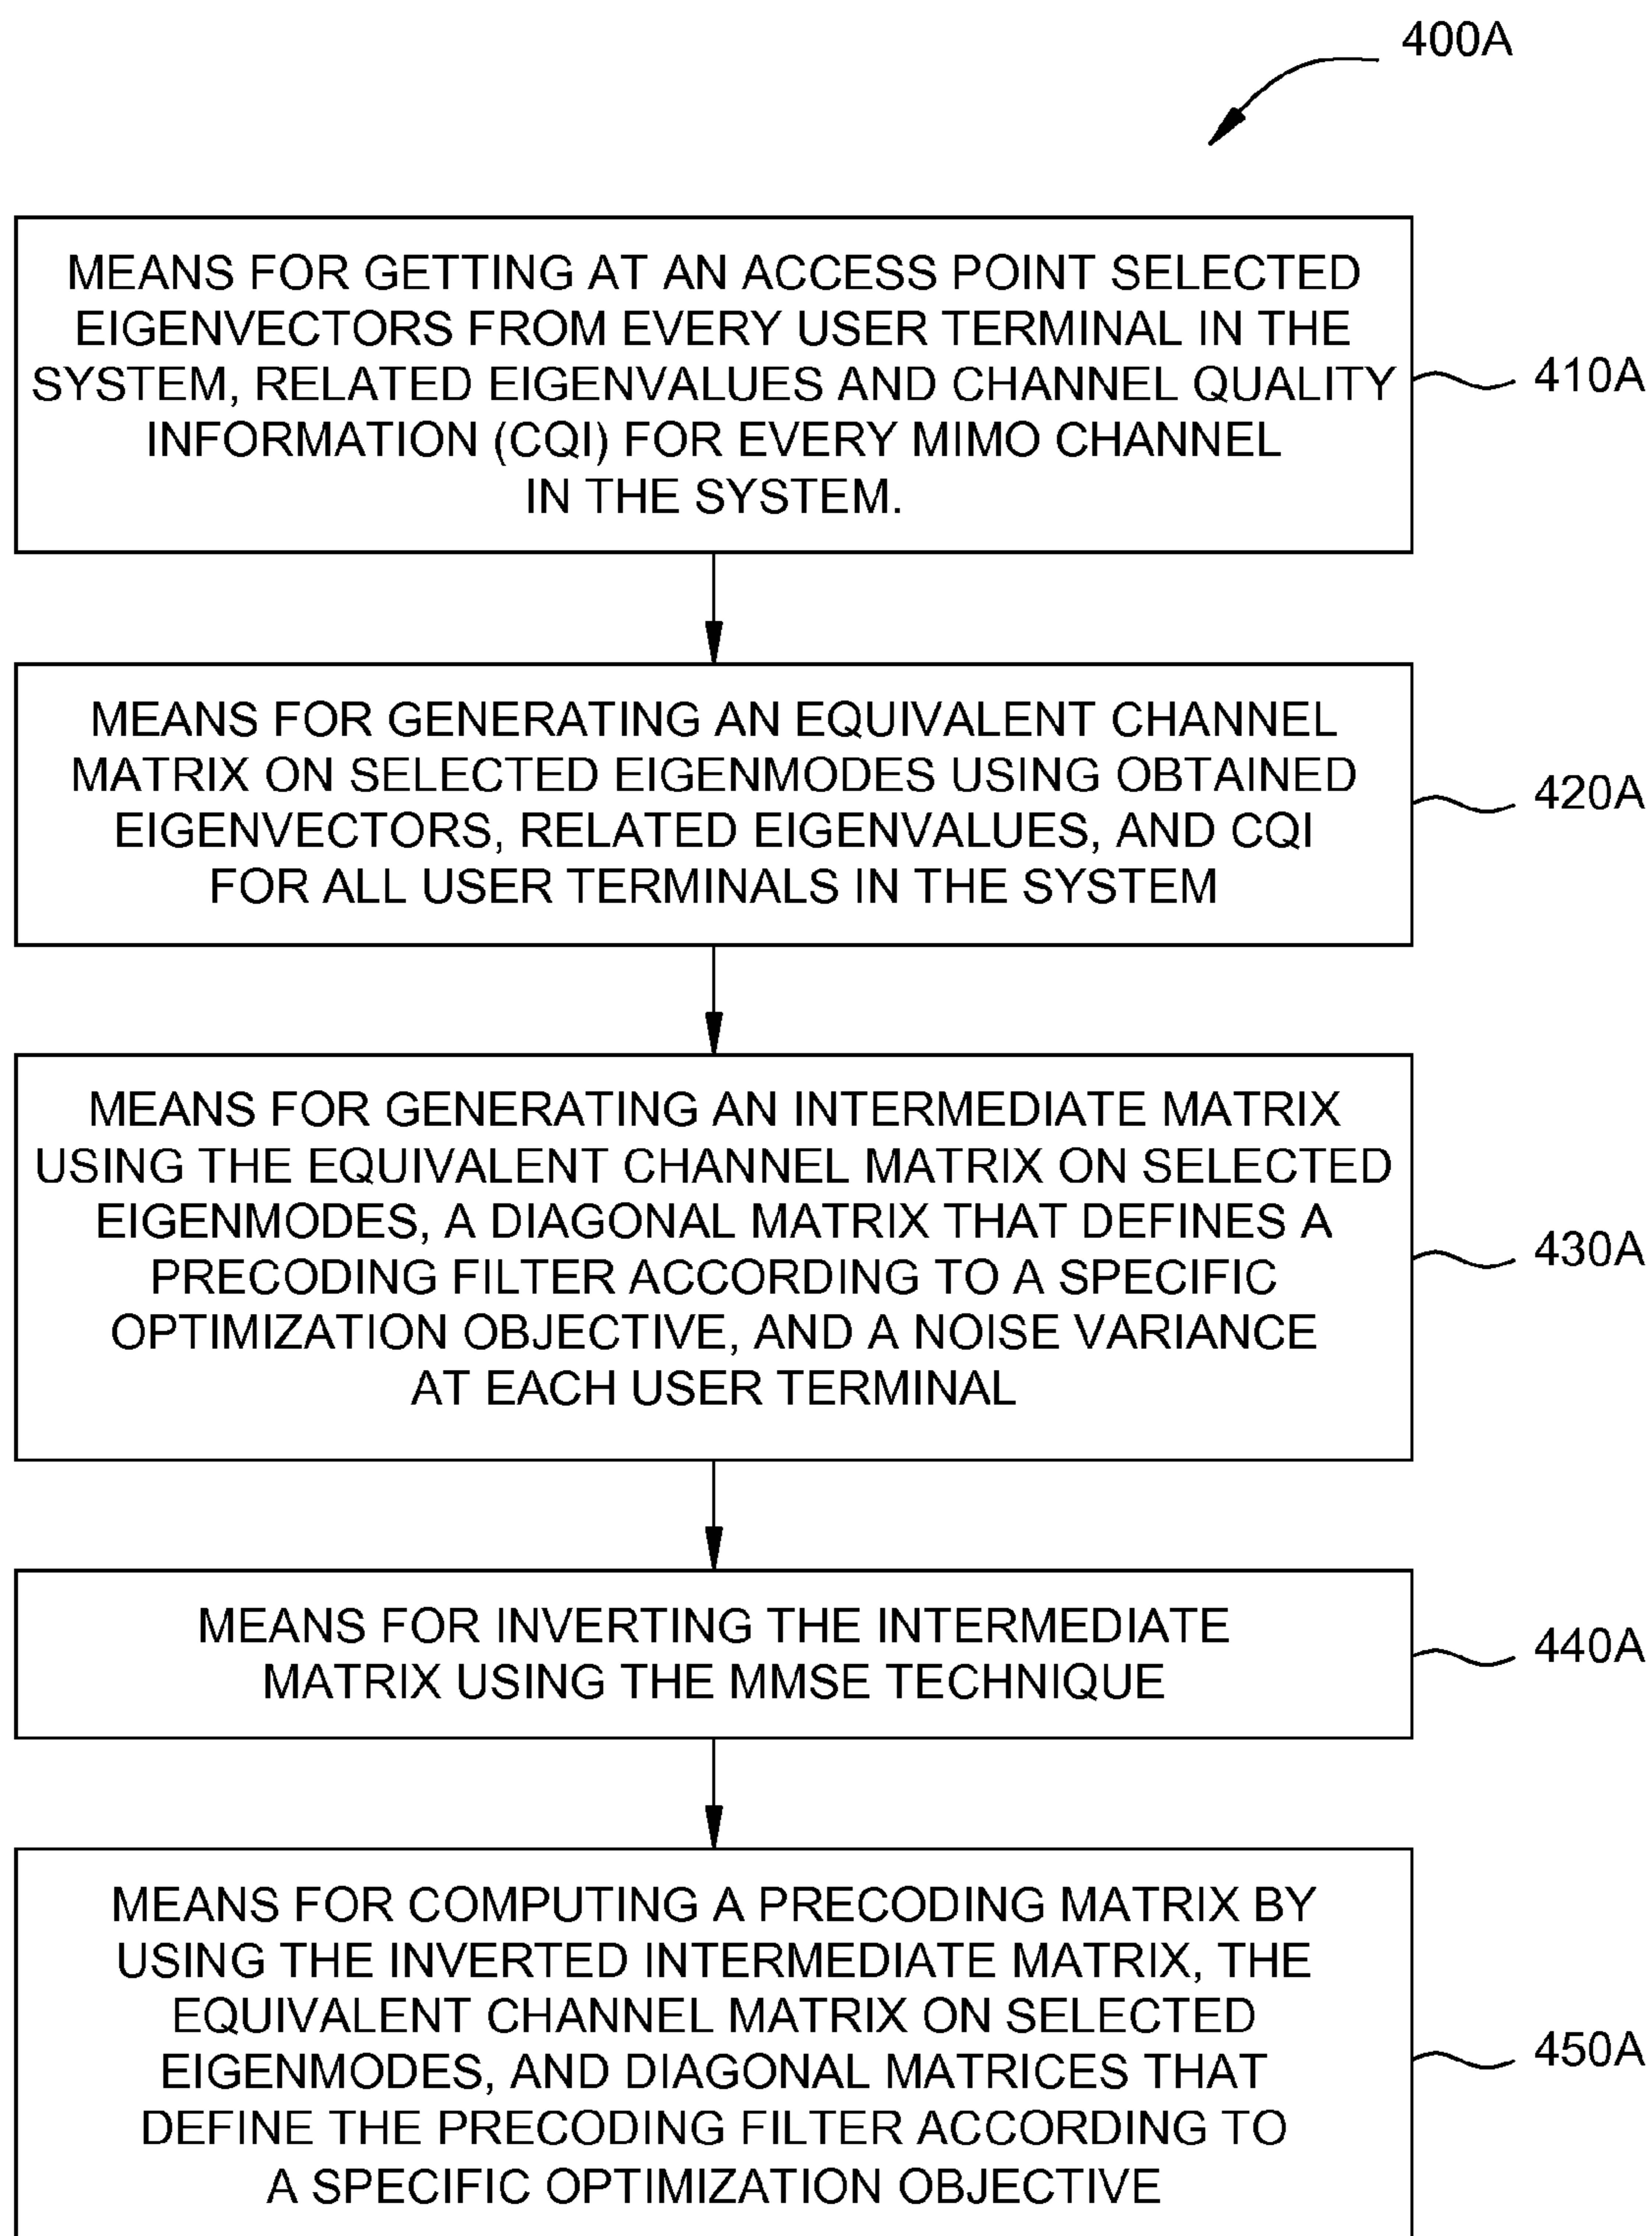 400A
MEANS FOR GETTING AT AN ACCESS POINT SELECTED
EIGENVECTORS FROM EVERY USER TERMINAL IN THE
SYSTEM, RELATED EIGENVALUES AND CHANNEL QUALITY
INFORMATION (CQI) FOR EVERY MIMO CHANNEL
IN THE SYSTEM.
410A
MEANS FOR GENERATING AN EQUIVALENT CHANNEL
MATRIX ON SELECTED EIGENMODES USING OBTAINED
EIGENVECTORS, RELATED EIGENVALUES, AND CQI
FOR ALL USER TERMINALS IN THE SYSTEM
420A
MEANS FOR GENERATING AN INTERMEDIATE MATRIX
USING THE EQUIVALENT CHANNEL MATRIX ON SELECTED
EIGENMODES, A DIAGONAL MATRIX THAT DEFINES A
PRECODING FILTER ACCORDING TO A SPECIFIC
OPTIMIZATION OBJECTIVE, AND A NOISE VARIANCE
AT EACH USER TERMINAL
430A
MEANS FOR INVERTING THE INTERMEDIATE
MATRIX USING THE MMSE TECHNIQUE
440A
MEANS FOR COMPUTING A PRECODING MATRIX BY
USING THE INVERTED INTERMEDIATE MATRIX, THE
EQUIVALENT CHANNEL MATRIX ON SELECTED
EIGENMODES, AND DIAGONAL MATRICES THAT
DEFINE THE PRECODING FILTER ACCORDING TO
A SPECIFIC OPTIMIZATION OBJECTIVE
450A